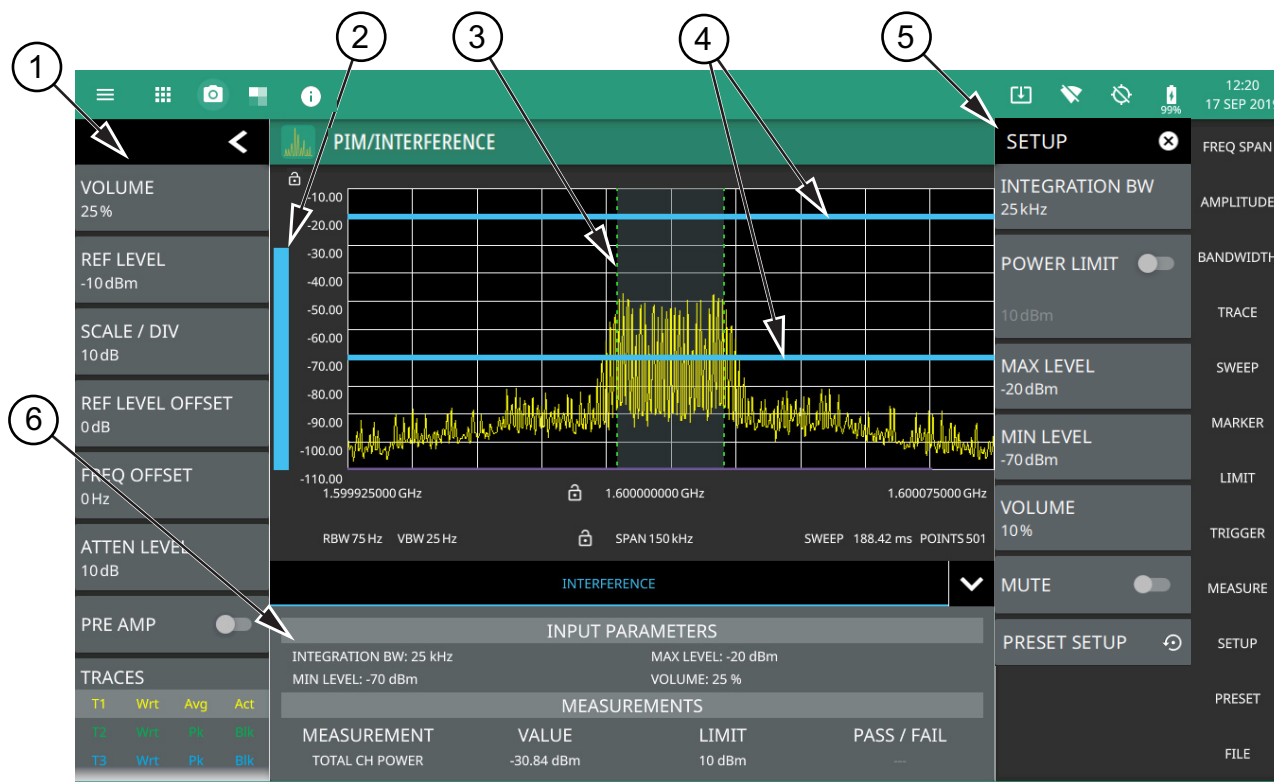 1
2
3
4
5
6
i
99%
12:20
17 SEP 2019
VOLUME
25%
REF LEVEL
-10 dBm
SCALE / DIV
10 dB
REF LEVEL OFFSET
0 dB
FREQ OFFSET
0 Hz
ATTEN LEVEL
10 dB
PRE AMP
TRACES
T1 Wrt Avg Act
T2 Wrt Pk Blk
T3 Wrt Pk Blk
PIM/INTERFERENCE
-10.00
-20.00
-30.00
-40.00
-50.00
-60.00
-70.00
-80.00
-90.00
-100.00
-110.00
1.599925000 GHz 1.600000000 GHz 1.600075000 GHz
RBW 75 Hz VBW 25 Hz SPAN 150 kHz SWEEP 188.42 ms POINTS 501
INTERFERENCE
INPUT PARAMETERS
INTEGRATION BW: 25 kHz MAX LEVEL: -20 dBm
MIN LEVEL: -70 dBm VOLUME: 25 %
MEASUREMENTS
MEASUREMENT VALUE LIMIT PASS / FAIL
TOTAL CH POWER -30.84 dBm 10 dBm ---
SETUP
INTEGRATION BW
25 kHz
POWER LIMIT
10 dBm
MAX LEVEL
-20 dBm
MIN LEVEL
-70 dBm
VOLUME
10 %
MUTE
PRESET SETUP
FREQ SPAN
AMPLITUDE
BANDWIDTH
TRACE
SWEEP
MARKER
LIMIT
TRIGGER
MEASURE
SETUP
PRESET
FILE